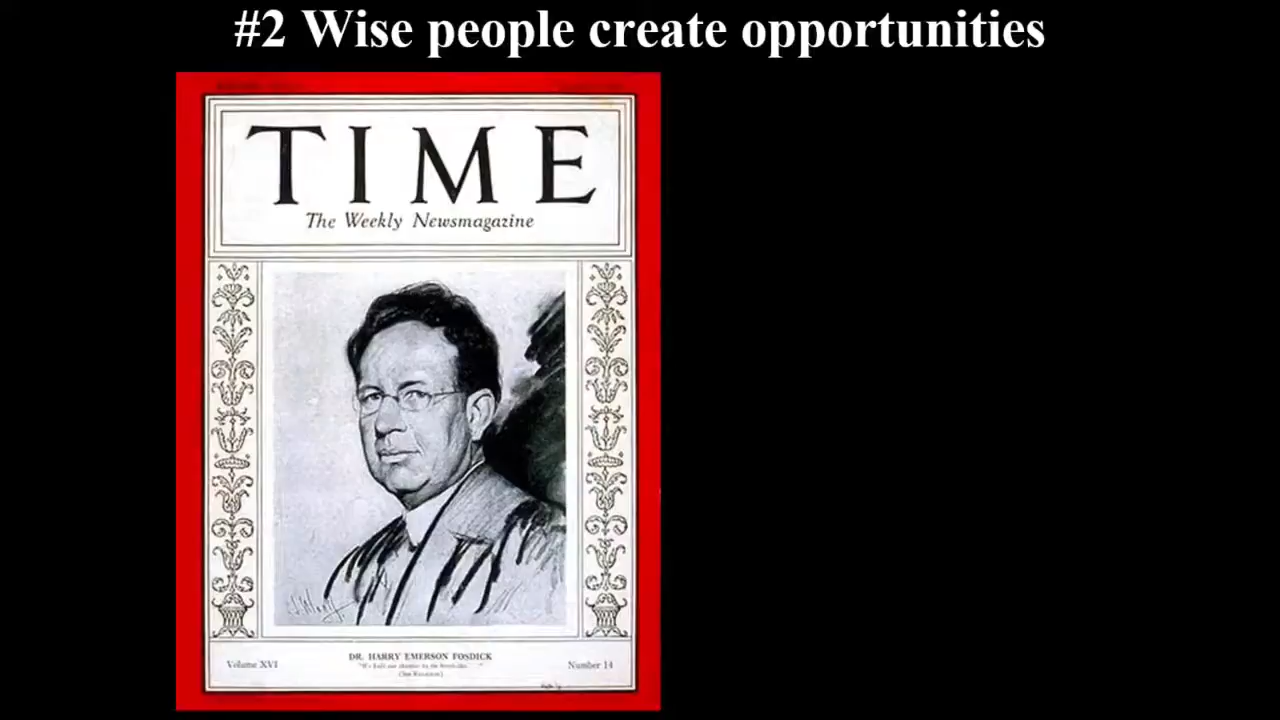 #2 Wise people create opportunities
TIME
The Weekly Newsmagazine
DR. HARRY EMERSON FOSDICK
Volume XVI
Number 14